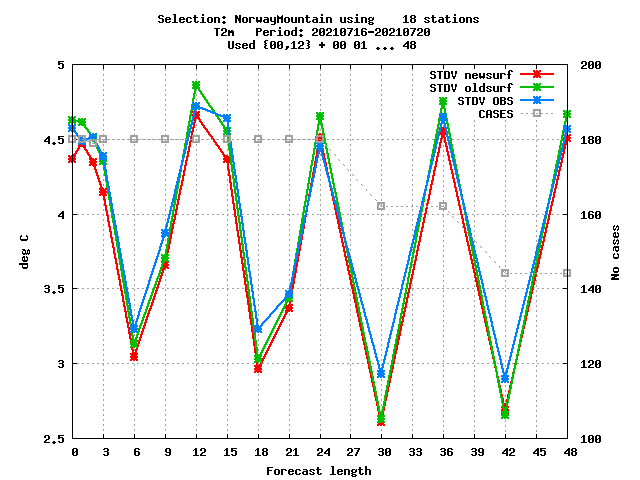 Selection: NorwayMountain using    18 stations
T2m   Period: 20210716-20210720
Used {00,12} + 00 01 ... 48
STDV newsurf
STDV oldsurf
STDV OBS
CASES
5
4.5
4
3.5
3
2.5
deg C
200
180
160
140
120
100
No cases
0 3 6 9 12 15 18 21 24 27 30 33 36 39 42 45 48
Forecast length